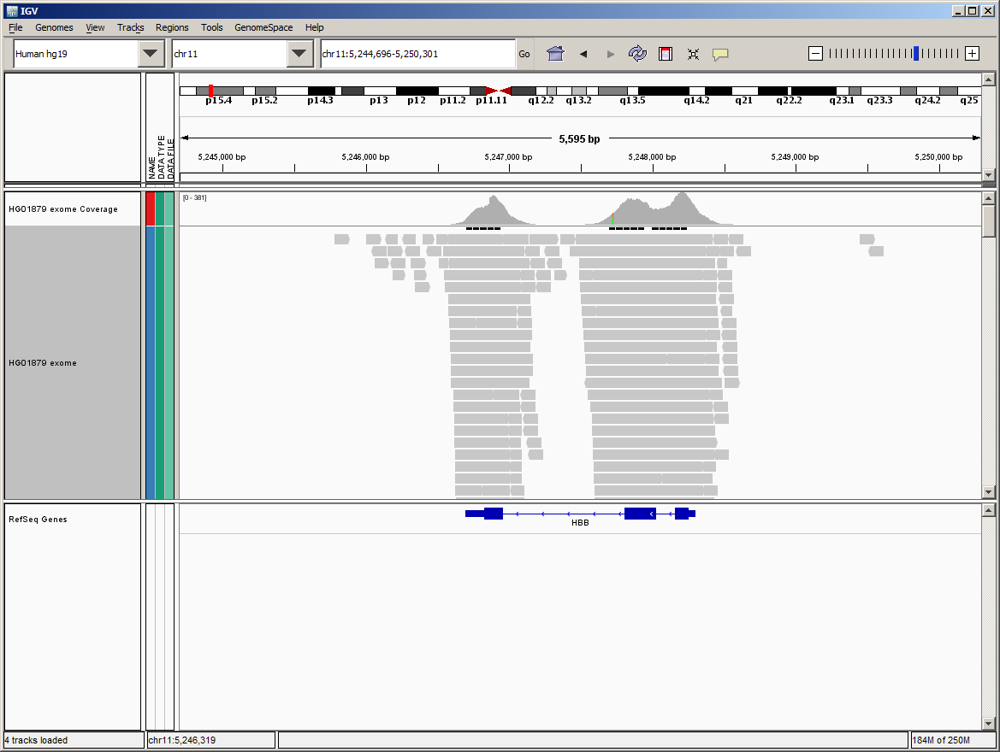 IGV
File Genomes View Tracks Regions Tools GenomeSpace Help
Human hg19 chr11 chr11:5,244,696-5,250,301 Go
p15.4 p15.2 p14.3 p13 p12 p11.2 p11.11 q12.2 q13.2 q13.5 q14.2 q21 q22.2 q23.1 q23.3 q24.2 q25
5,595 bp
5,245,000 bp 5,246,000 bp 5,247,000 bp 5,248,000 bp 5,249,000 bp 5,250,000 bp
NAME
DATA TYPE
DATA FILE
[0 - 381]
HG01879 exome Coverage
HG01879 exome
RefSeq Genes
HBB
4 tracks loaded chr11:5,246,319 184M of 250M